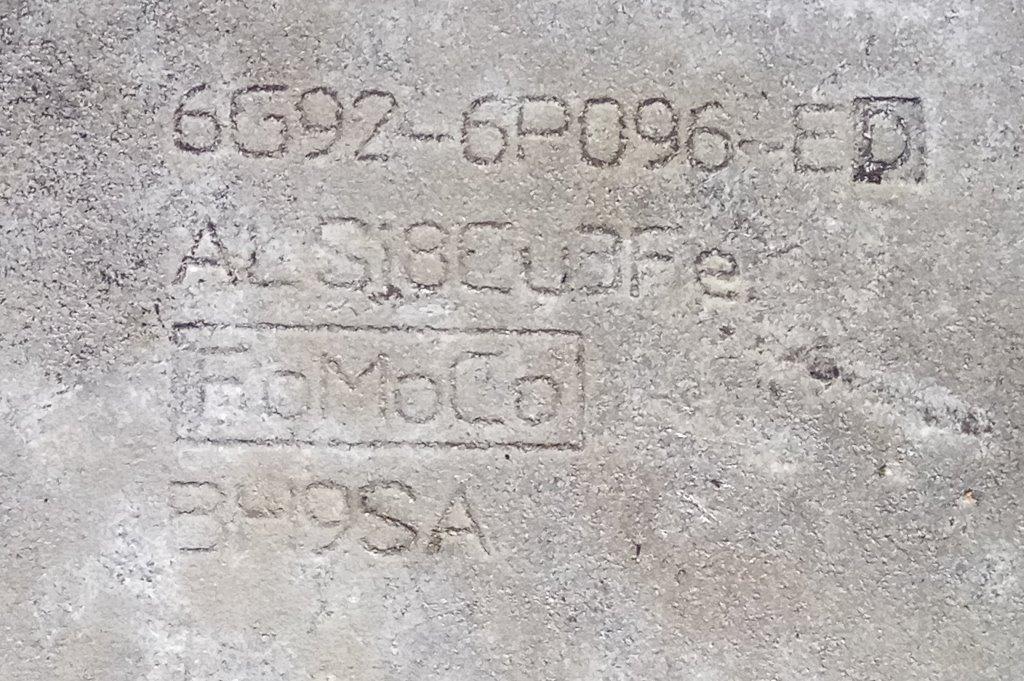 6G92-6P096-ED
AL Si8Cu3Fe
FoMoCo
B49SA